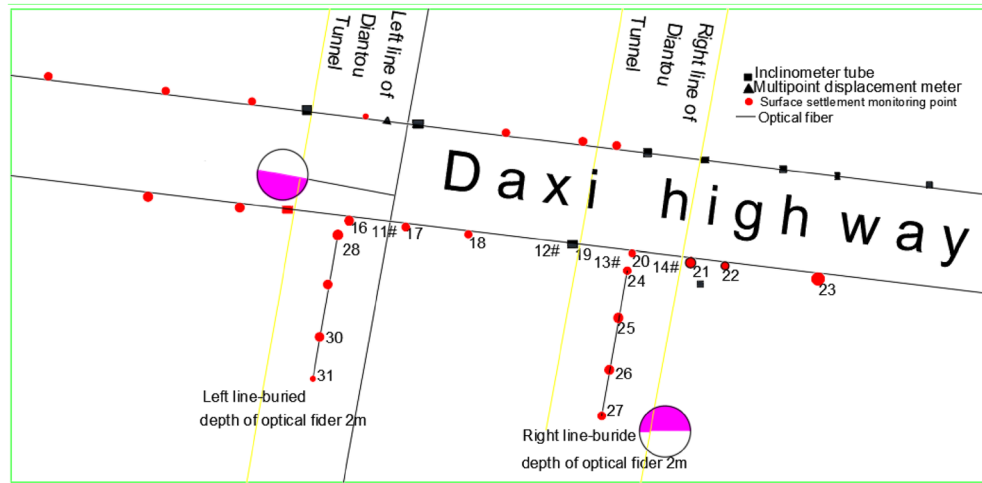 Left line of
Diantou
Tunnel
Right line of
Diantou
Tunnel
Inclinometer tube
Multipoint displacement meter
Surface settlement monitoring point
Optical fiber
Daxi highway
16
11#
17
18
12#
19
13#
20
14#
21
22
23
28
24
25
30
26
31
27
Left line-buried
depth of optical fider 2m
Right line-buride
depth of optical fider 2m